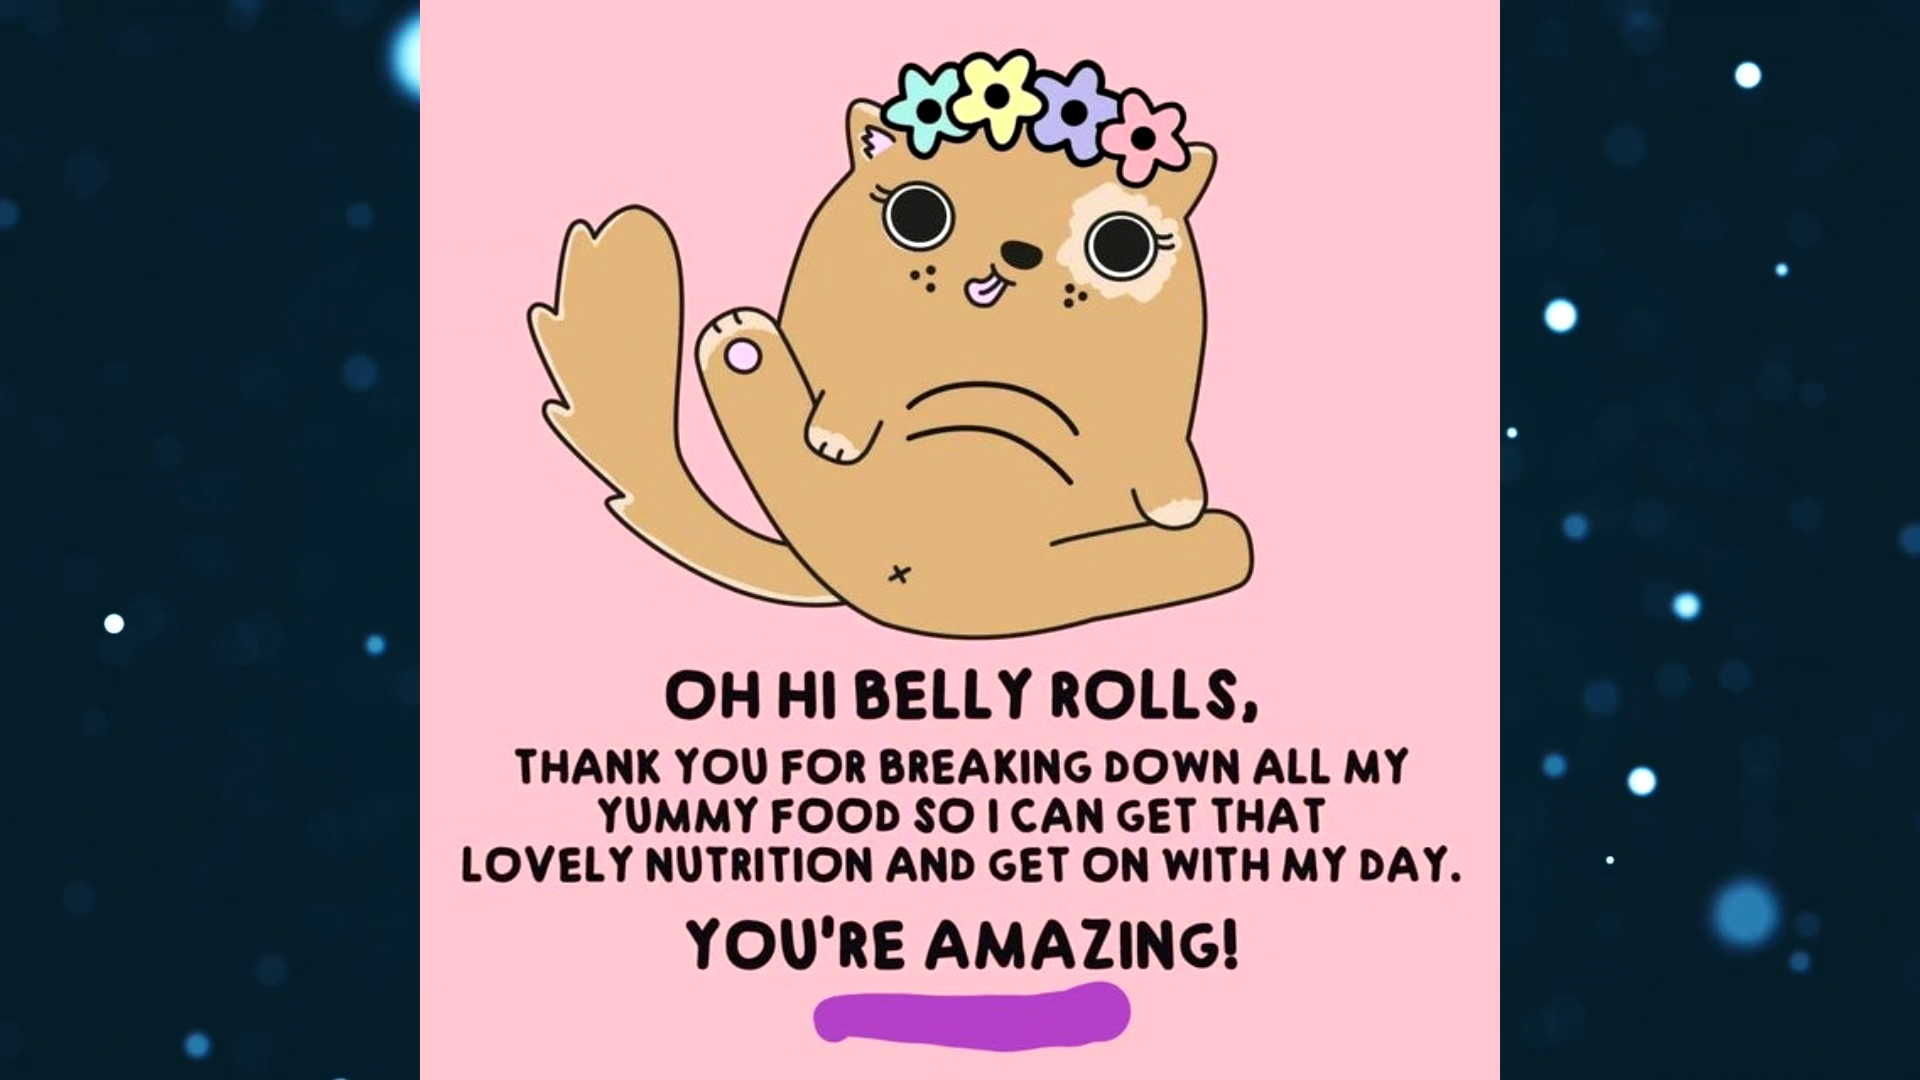 OH HI BELLY ROLLS,
THANK YOU FOR BREAKING DOWN ALL MY
YUMMY FOOD SO I CAN GET THAT
LOVELY NUTRITION AND GET ON WITH MY DAY.
YOU'RE AMAZING!